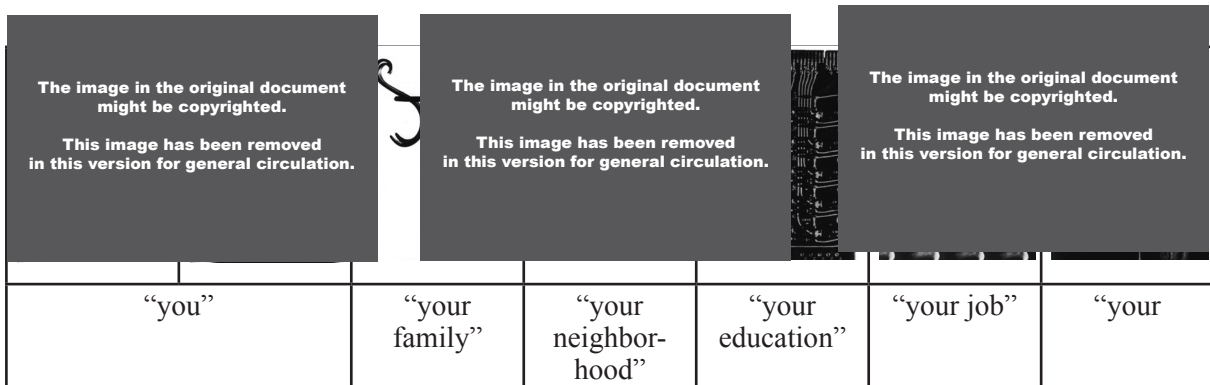 The image in the original document
might be copyrighted.
This image has been removed
in this version for general circulation.
The image in the original document
might be copyrighted.
This image has been removed
in this version for general circulation.
The image in the original document
might be copyrighted.
This image has been removed
in this version for general circulation.
“you”
“your
family”
“your
neighbor-
hood”
“your
education”
“your job”
“your